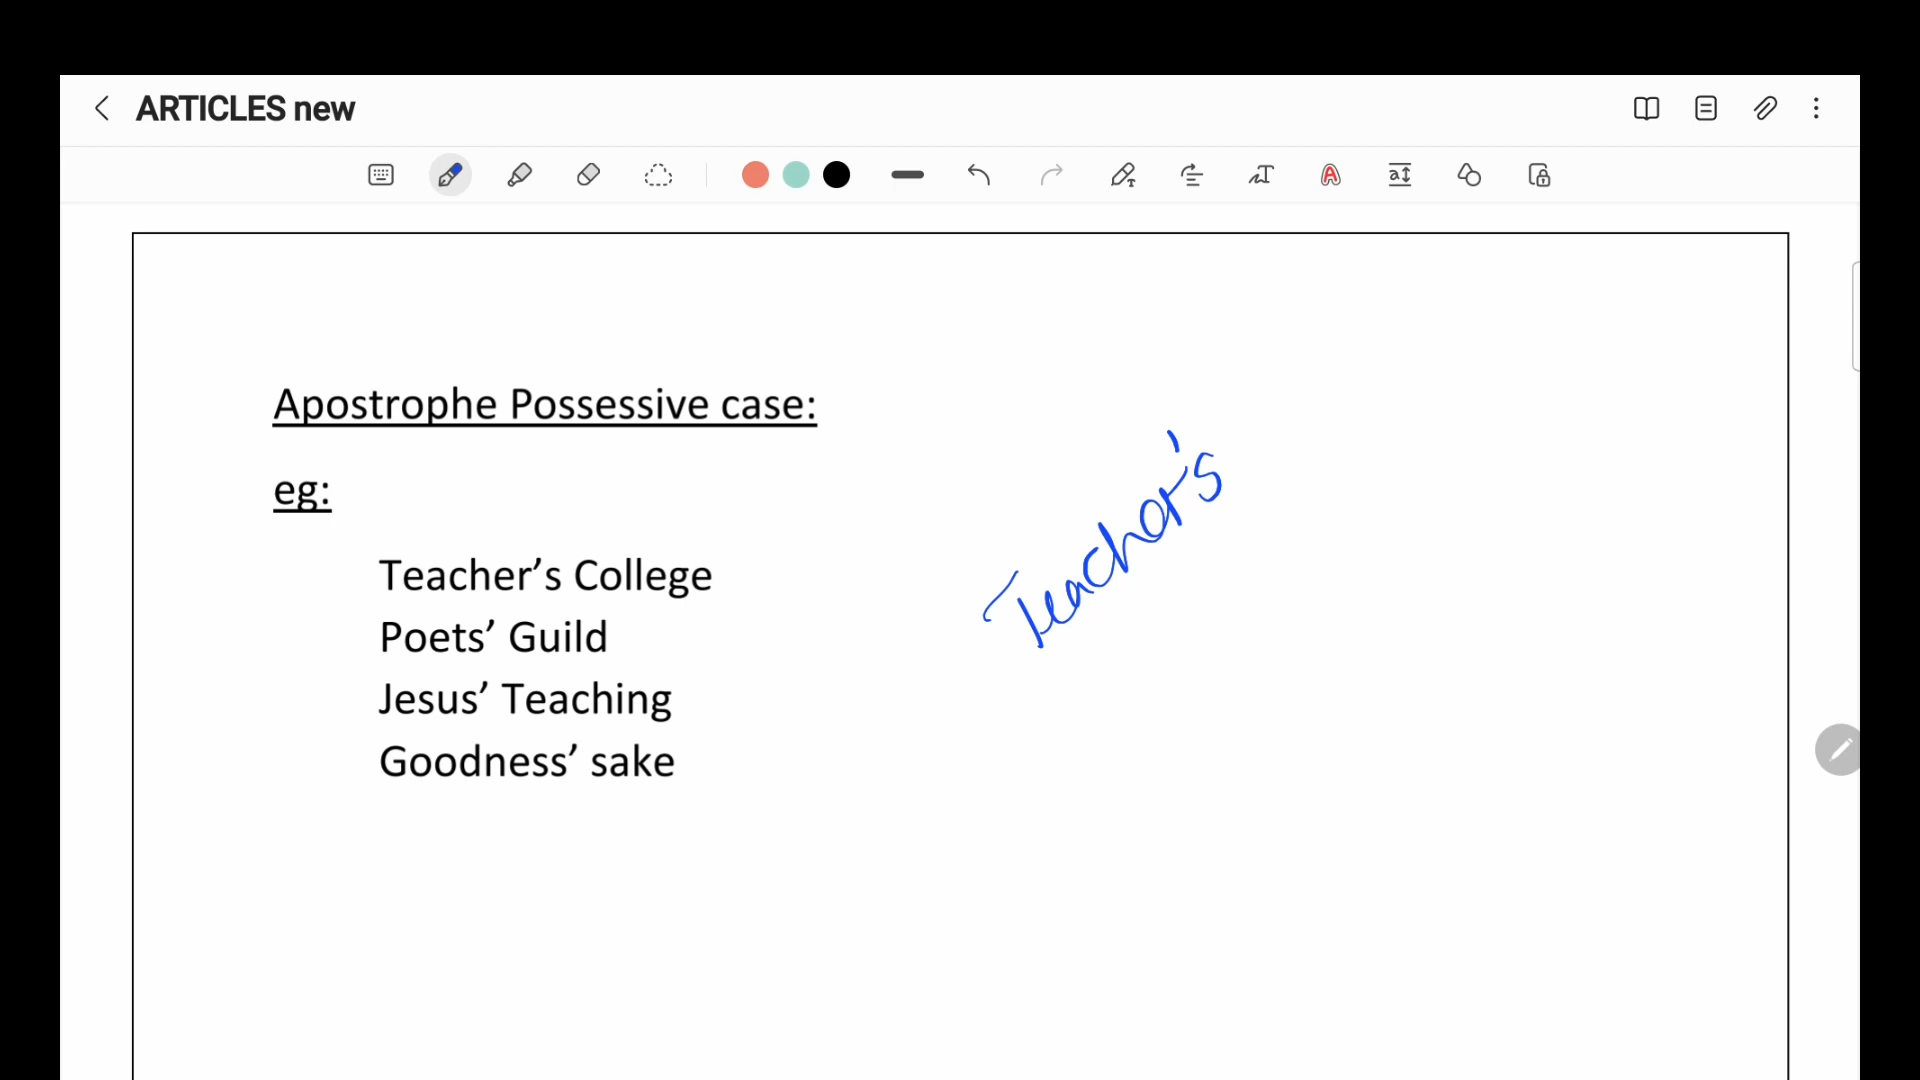 ARTICLES new
Apostrophe Possessive case:
eg:
Teacher’s College
Poets’ Guild
Jesus’ Teaching
Goodness’ sake
Teacher's